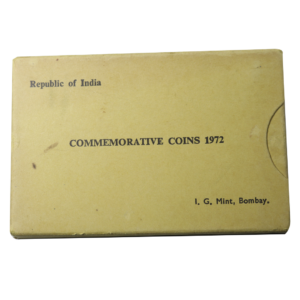 Republic of India
COMMEMORATIVE COINS 1972
I. G. Mint, Bombay.